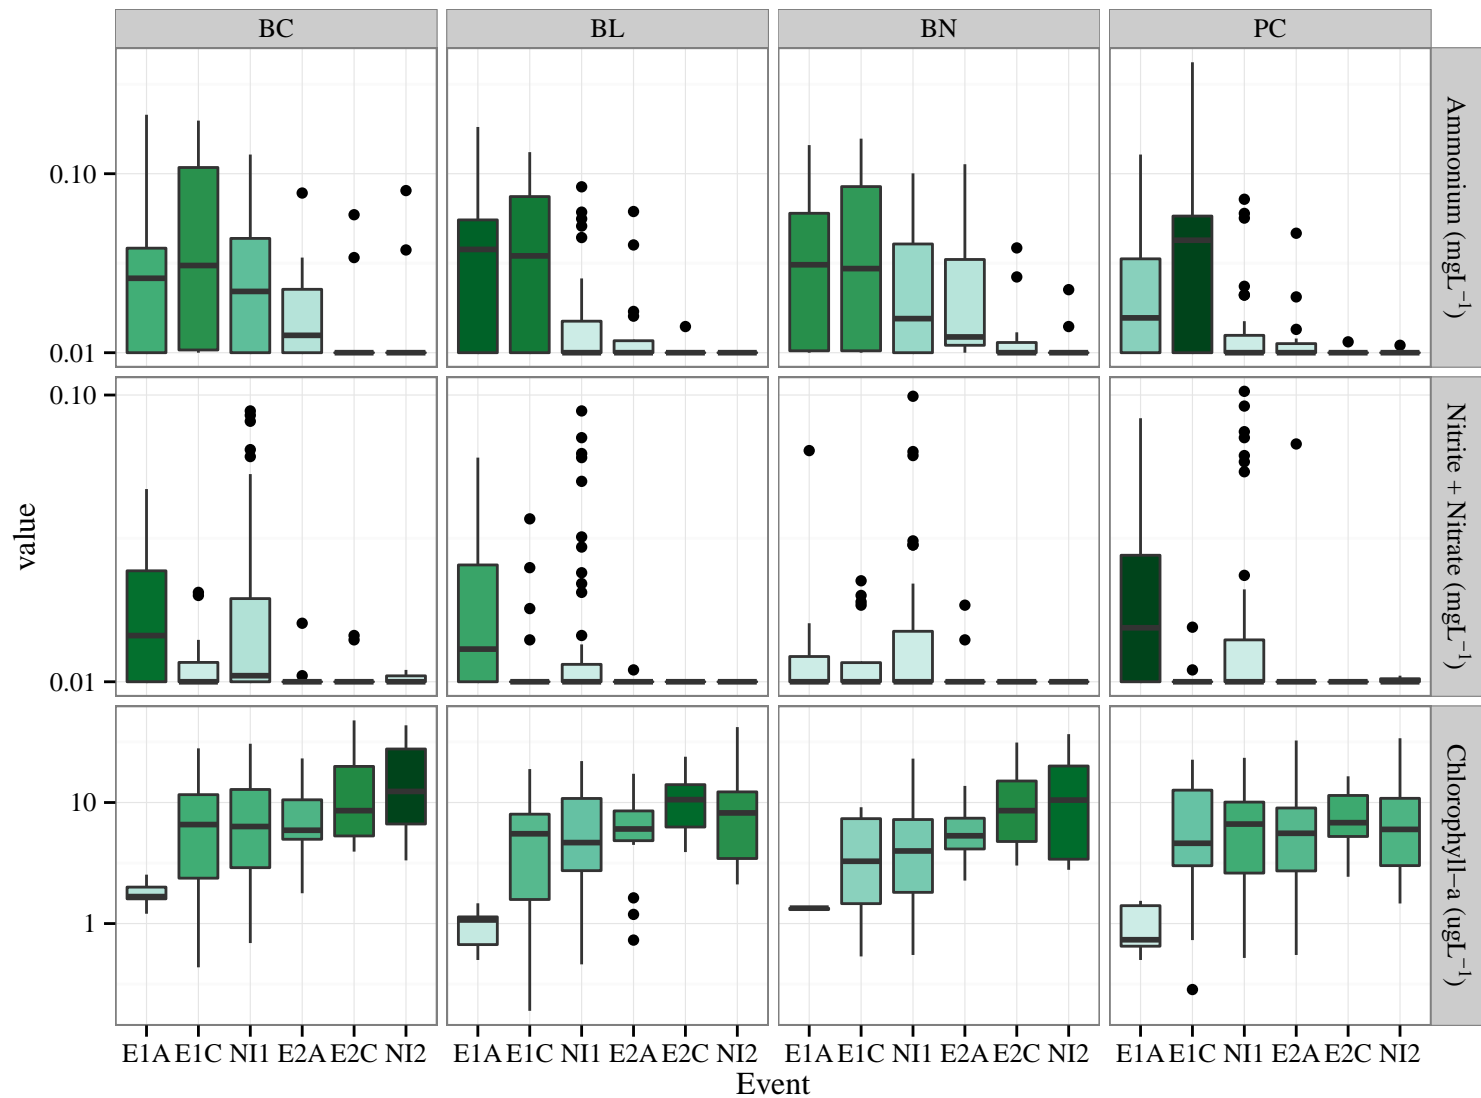 BC BL BN PC
0.10
0.01
Ammonium (mgL⁻¹)
0.10
0.01
Nitrite + Nitrate (mgL⁻¹)
10
1
Chlorophyll−a (ugL⁻¹)
value
E1A E1C NI1 E2A E2C NI2 E1A E1C NI1 E2A E2C NI2 E1A E1C NI1 E2A E2C NI2 E1A E1C NI1 E2A E2C NI2
Event